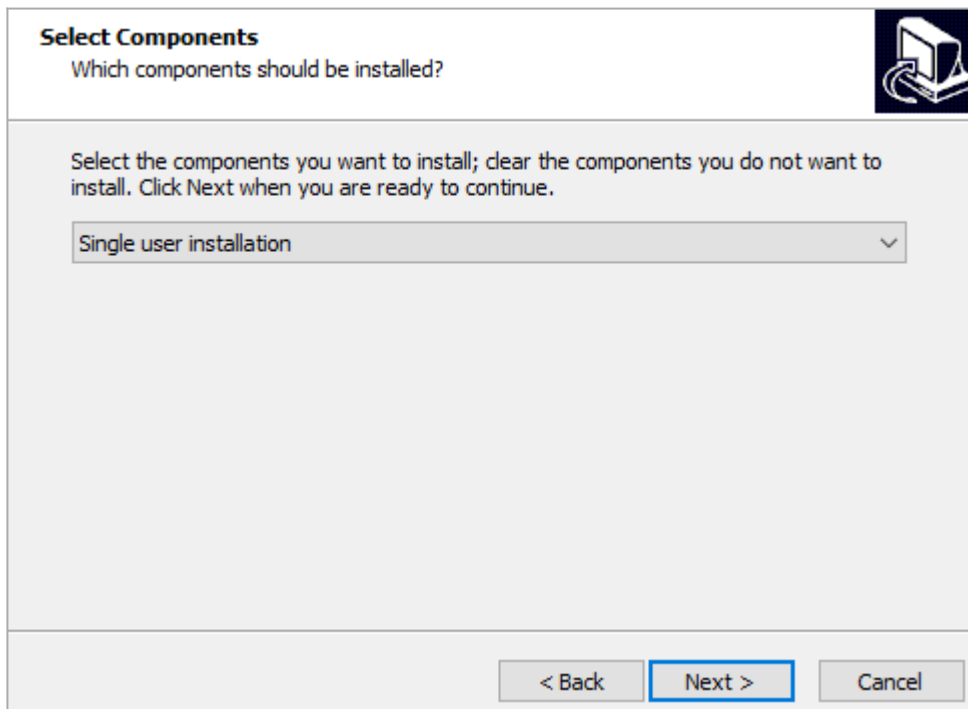 Select Components
Which components should be installed?
Select the components you want to install; clear the components you do not want to
install. Click Next when you are ready to continue.
Single user installation
< Back
Next >
Cancel